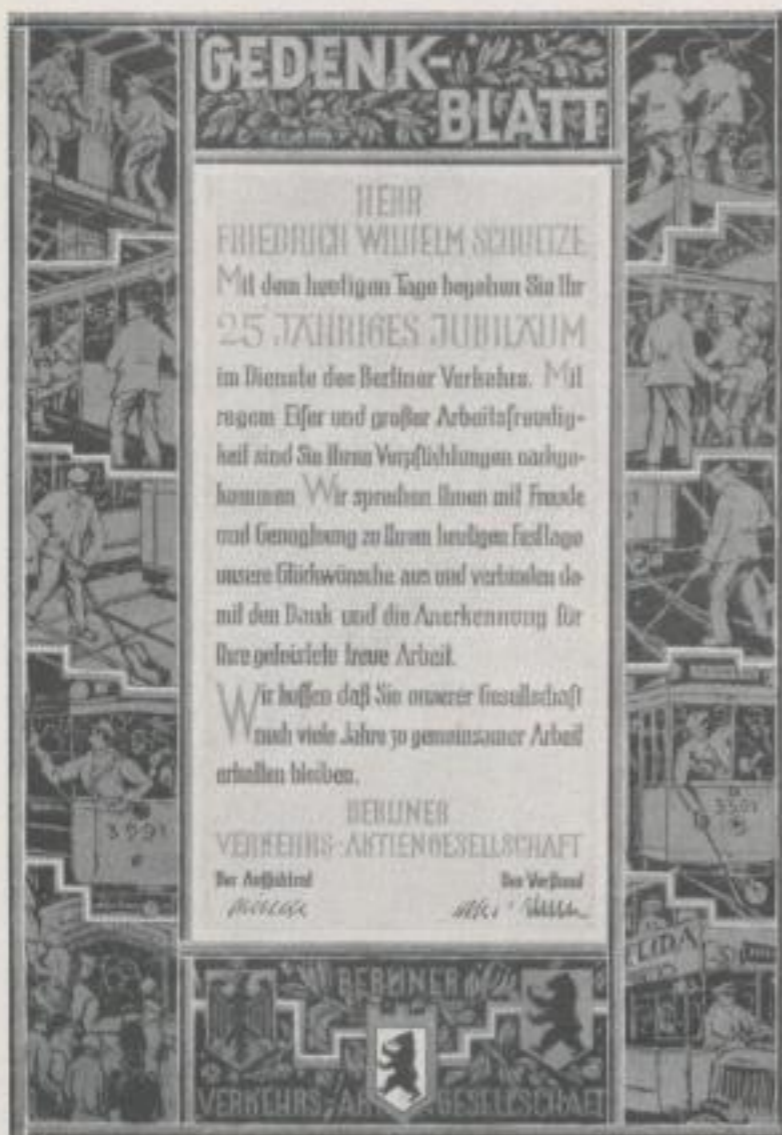 GEDENK-
BLATT
HERR
FRIEDRICH WILHELM SCHULTZE
Mit dem heutigen Tage begehen Sie Ihr
25 JÄHRIGES JUBILÄUM
im Dienste des Berliner Verkehrs. Mit
regem Eifer und großer Arbeitsfreudig-
keit sind Sie Ihren Verpflichtungen nachge-
kommen Wir sprechen Ihnen mit Freude
und Genugtuung zu Ihrem heutigen Festtage
unsere Glückwünsche aus und verbinden da-
mit den Dank und die Anerkennung für
Ihre geleistete treue Arbeit.
Wir hoffen daß Sie unserer Gesellschaft
noch viele Jahre zu gemeinsamer Arbeit
erhalten bleiben.
BERLINER
VERKEHRS-AKTIENGESELLSCHAFT
Der Aufsichtsrat Der Vorstand
3591
3591
BERLINER
VERKEHRS-AKTIENGESELLSCHAFT